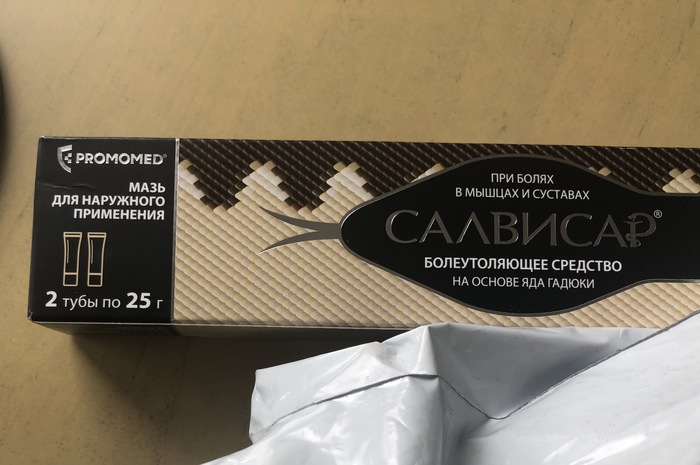 PROMOMED®
МАЗЬ
ДЛЯ НАРУЖНОГО
ПРИМЕНЕНИЯ
2 тубы по 25 г
ПРИ БОЛЯХ
В МЫШЦАХ И СУСТАВАХ
САЛВИСАР®
БОЛЕУТОЛЯЮЩЕЕ СРЕДСТВО
НА ОСНОВЕ ЯДА ГАДЮКИ